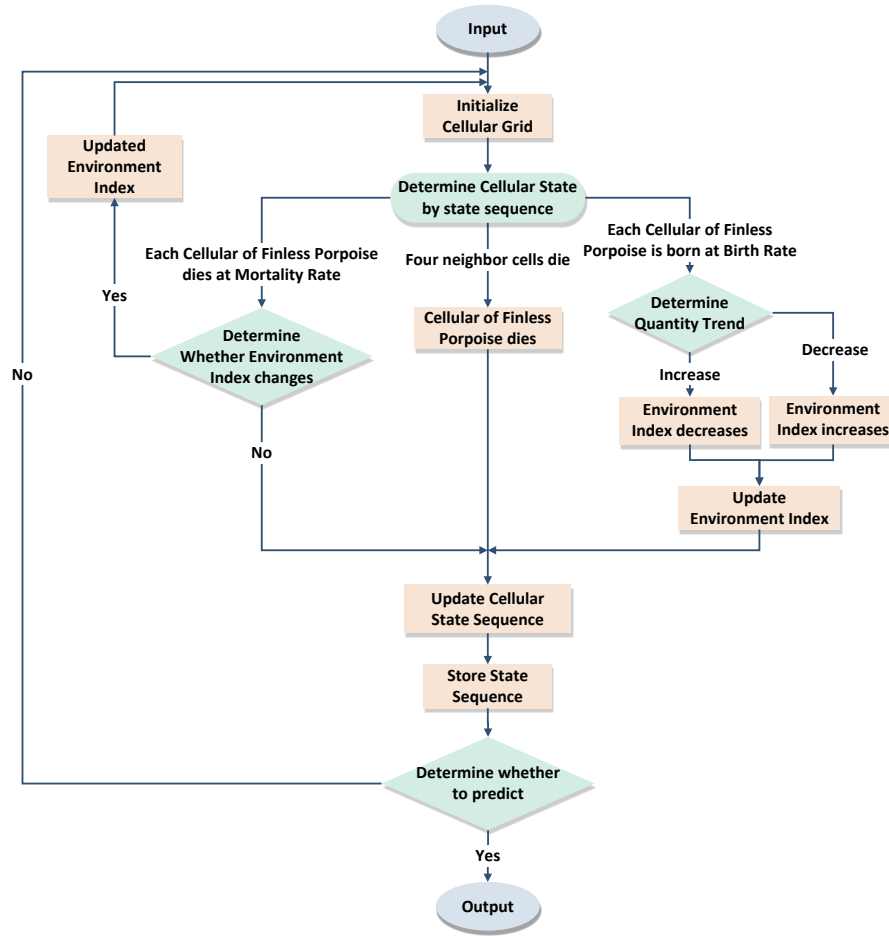 Input
Initialize
Cellular Grid
Updated
Environment
Index
Determine Cellular State
by state sequence
Each Cellular of Finless Porpoise
dies at Mortality Rate
Four neighbor cells die
Each Cellular of Finless
Porpoise is born at Birth Rate
Yes
Determine
Whether Environment
Index changes
Cellular of Finless
Porpoise dies
Determine
Quantity Trend
Decrease
No
Increase
Environment
Index decreases
Environment
Index increases
No
Update
Environment Index
Update Cellular
State Sequence
Store State
Sequence
Determine whether
to predict
Yes
Output